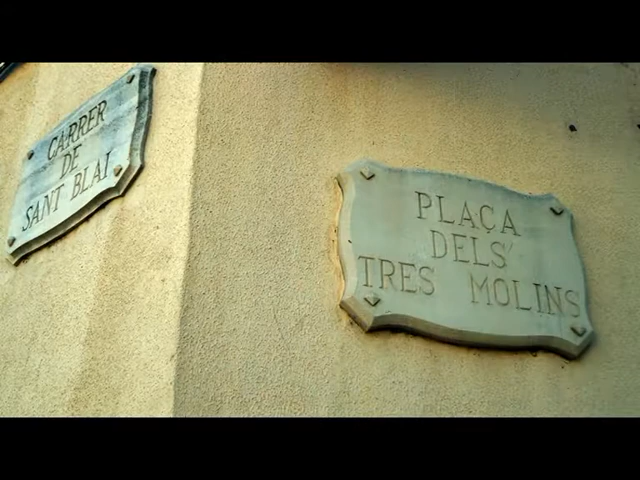 CARRER
DE
SANT BLAI
PLAÇA
DELS
TRES MOLINS